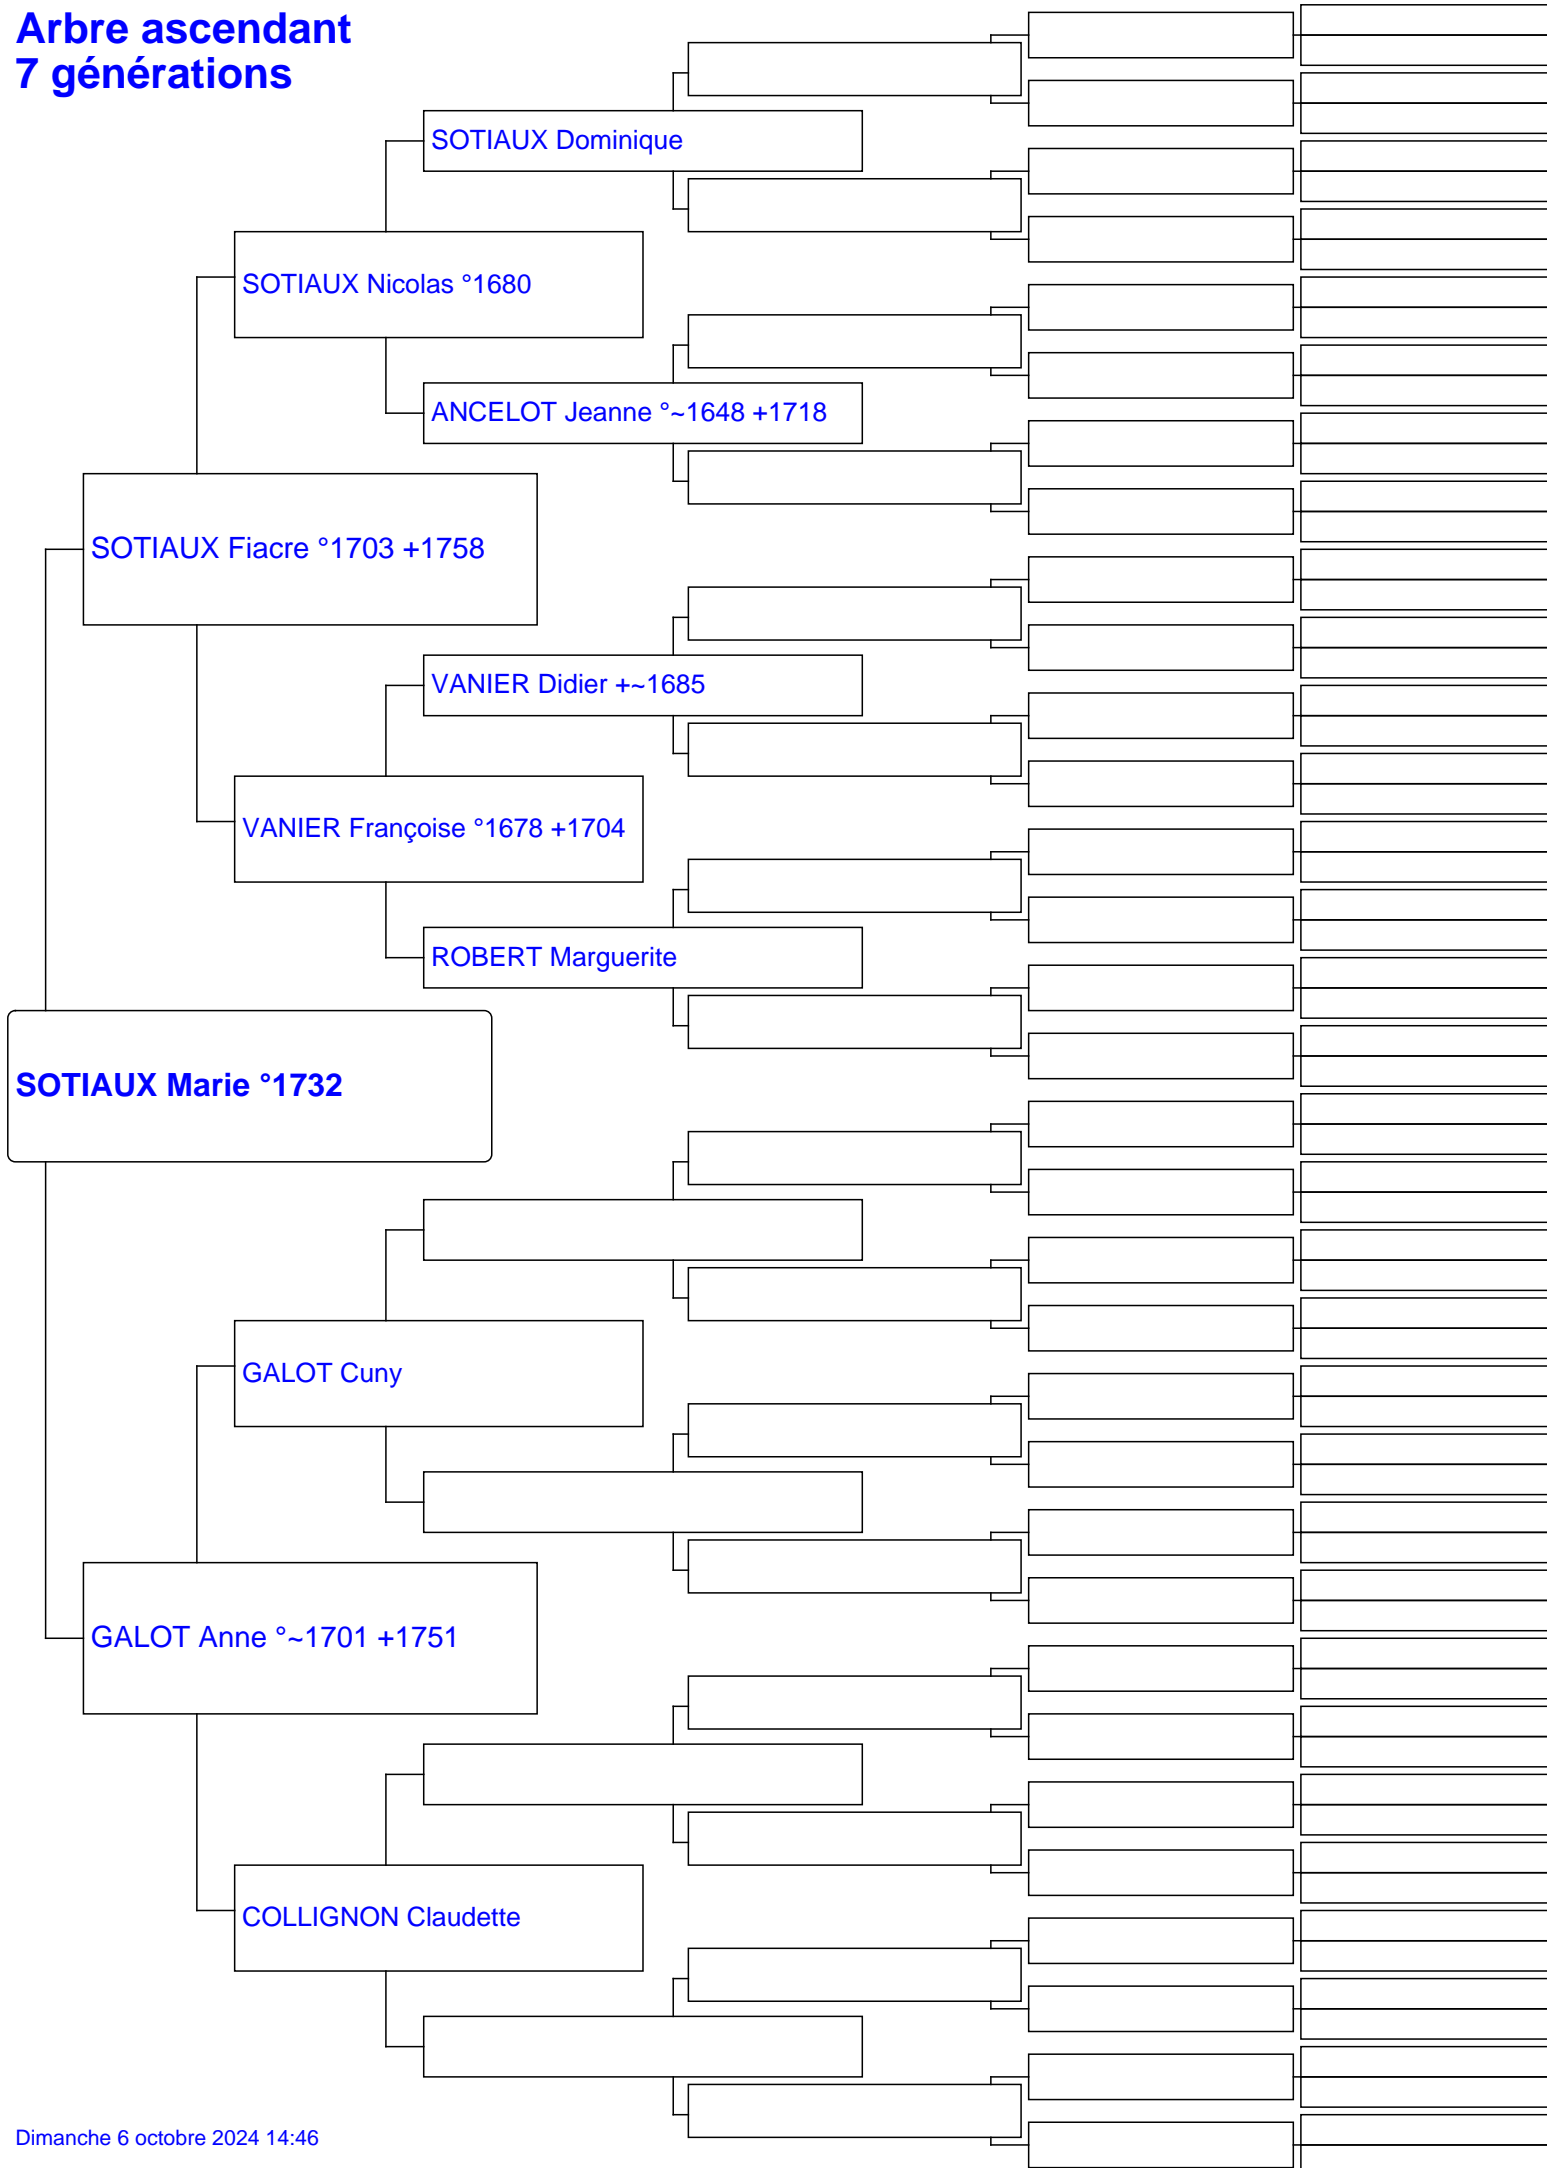 Arbre ascendant
7 générations
SOTIAUX Dominique
SOTIAUX Nicolas °1680
ANCELOT Jeanne °~1648 +1718
SOTIAUX Fiacre °1703 +1758
VANIER Didier +~1685
VANIER Françoise °1678 +1704
ROBERT Marguerite
SOTIAUX Marie °1732
GALOT Cuny
GALOT Anne °~1701 +1751
COLLIGNON Claudette
Dimanche 6 octobre 2024 14:46